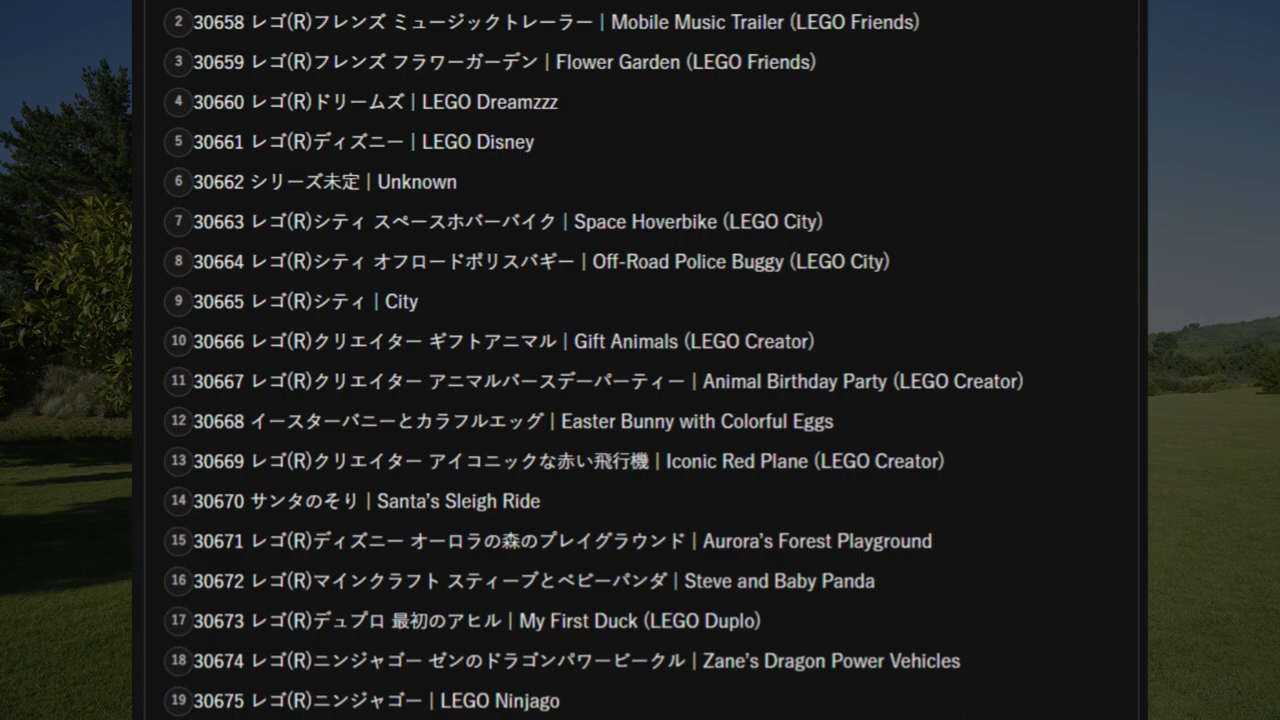 2 30658 レゴ(R)フレンズ ミュージックトレーラー | Mobile Music Trailer (LEGO Friends)
3 30659 レゴ(R)フレンズ フラワーガーデン | Flower Garden (LEGO Friends)
4 30660 レゴ(R)ドリームズ | LEGO Dreamzzz
5 30661 レゴ(R)ディズニー | LEGO Disney
6 30662 シリーズ未定 | Unknown
7 30663 レゴ(R)シティ スペースホバーバイク | Space Hoverbike (LEGO City)
8 30664 レゴ(R)シティ オフロードポリスバギー | Off-Road Police Buggy (LEGO City)
9 30665 レゴ(R)シティ | City
10 30666 レゴ(R)クリエイター ギフトアニマル | Gift Animals (LEGO Creator)
11 30667 レゴ(R)クリエイター アニマルバースデーパーティー | Animal Birthday Party (LEGO Creator)
12 30668 イースターバニーとカラフルエッグ | Easter Bunny with Colorful Eggs
13 30669 レゴ(R)クリエイター アイコニックな赤い飛行機 | Iconic Red Plane (LEGO Creator)
14 30670 サンタのそり | Santa’s Sleigh Ride
15 30671 レゴ(R)ディズニー オーロラの森のプレイグラウンド | Aurora’s Forest Playground
16 30672 レゴ(R)マインクラフト スティーブとベビーパンダ | Steve and Baby Panda
17 30673 レゴ(R)デュプロ 最初のアヒル | My First Duck (LEGO Duplo)
18 30674 レゴ(R)ニンジャゴー ゼンのドラゴンパワービークル | Zane’s Dragon Power Vehicles
19 30675 レゴ(R)ニンジャゴー | LEGO Ninjago